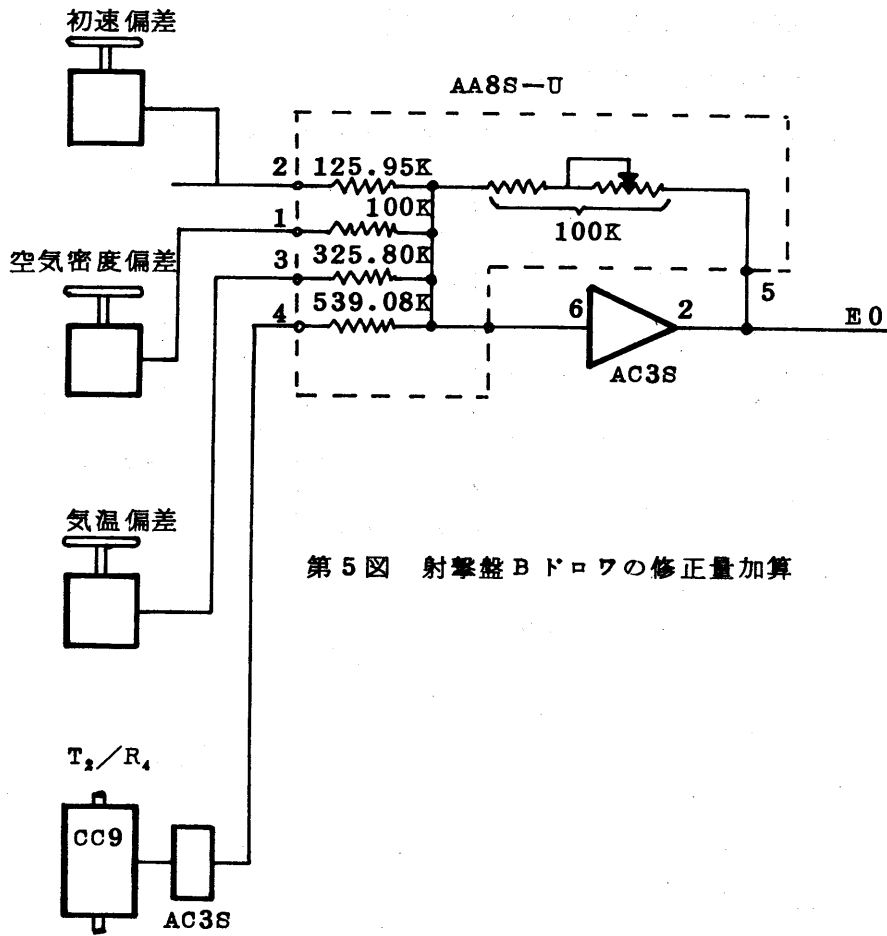 初速偏差
AA8S-U
2 125.95K
100K
1
100K
空気密度偏差
3 325.80K
4 539.08K
5
6 2 E0
AC3S
気温偏差
第5図 射撃盤Bドロワの修正量加算
T₂/R₄
CC9
AC3S